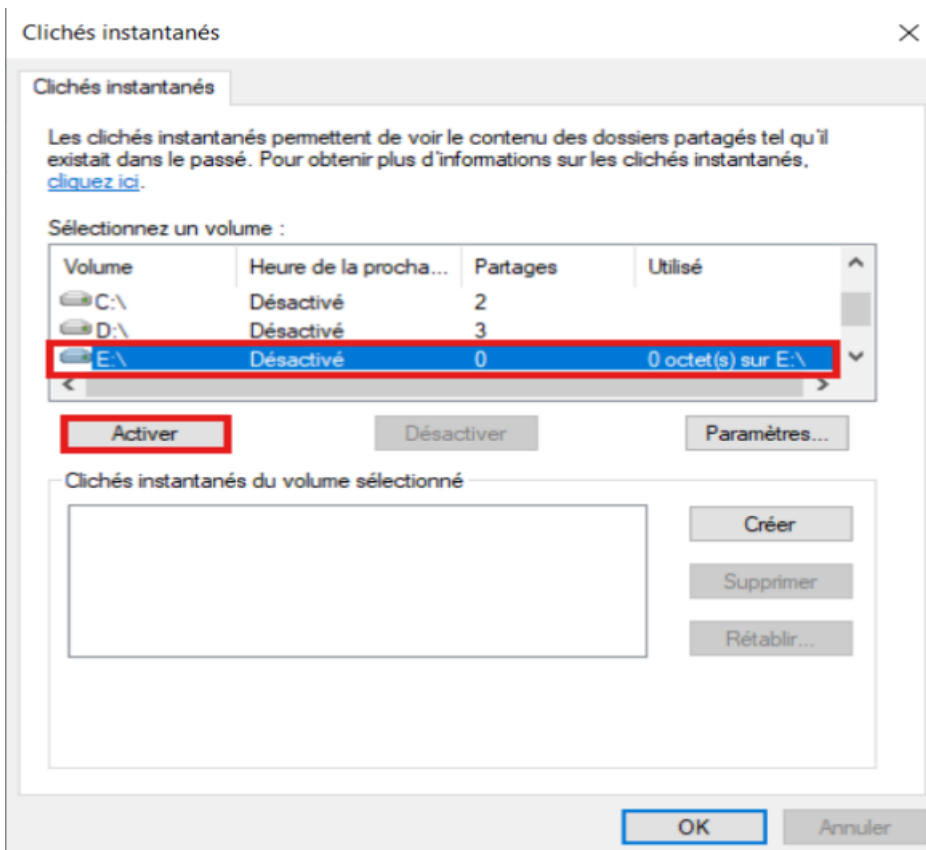 Clichés instantanés
Clichés instantanés
Les clichés instantanés permettent de voir le contenu des dossiers partagés tel qu'il
existait dans le passé. Pour obtenir plus d'informations sur les clichés instantanés,
cliquez ici.
Sélectionnez un volume :
Volume Heure de la procha... Partages Utilisé
C:\ Désactivé 2
D:\ Désactivé 3
E:\ Désactivé 0 0 octet(s) sur E:\
Activer Désactiver Paramètres...
Clichés instantanés du volume sélectionné
Créer
Supprimer
Rétablir...
OK Annuler